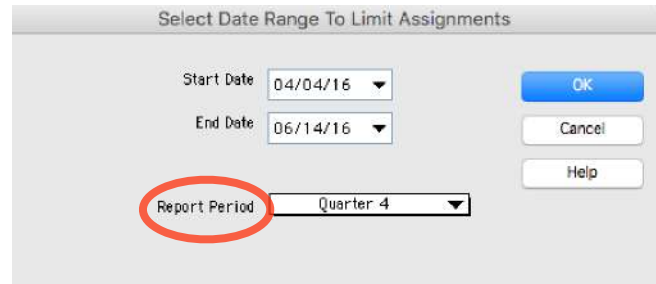 Select Date Range To Limit Assignments
Start Date 04/04/16
OK
End Date 06/14/16
Cancel
Help
Report Period Quarter 4